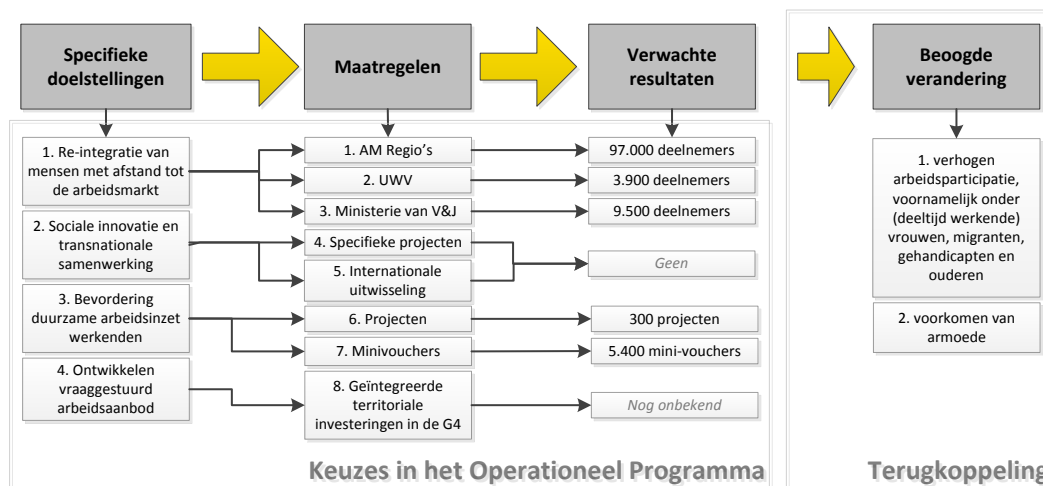 Specifieke
doelstellingen
Maatregelen
Verwachte
resultaten
Beoogde
verandering
1. Re-integratie van
mensen met afstand tot
de arbeidsmarkt
2. Sociale innovatie en
transnationale
samenwerking
3. Bevordering
duurzame arbeidsinzet
werkenden
4. Ontwikkelen
vraaggestuurd
arbeidsaanbod
1. AM Regio's
2. UWV
3. Ministerie van V&J
4. Specifieke projecten
5. Internationale
uitwisseling
6. Projecten
7. Minivouchers
8. Geïntegreerde
territoriale
investeringen in de G4
97.000 deelnemers
3.900 deelnemers
9.500 deelnemers
Geen
300 projecten
5.400 mini-vouchers
Nog onbekend
1. verhogen
arbeidsparticipatie,
voornamelijk onder
(deeltijd werkende)
vrouwen, migranten,
gehandicapten en
ouderen
2. voorkomen van
armoede
Keuzes in het Operationeel Programma
Terugkoppeling